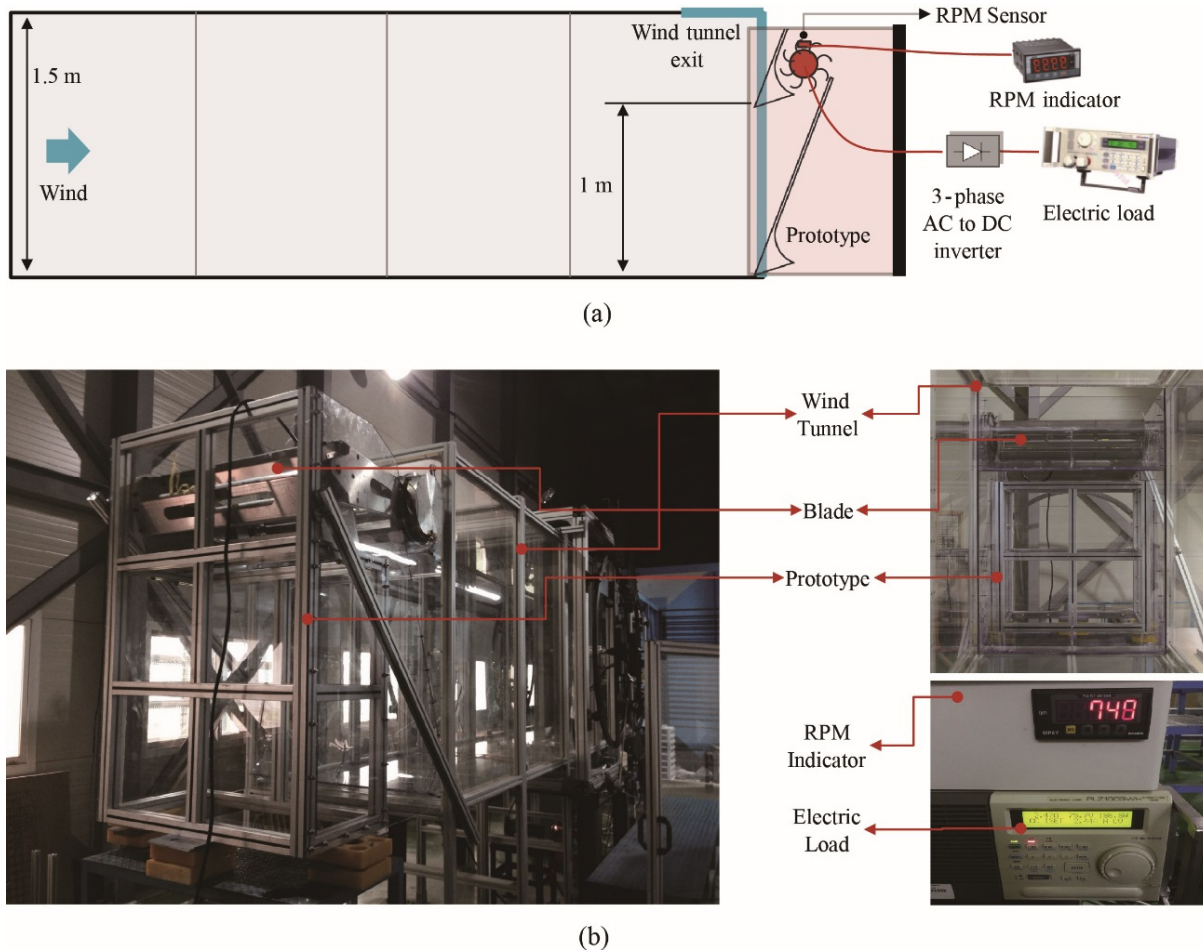 Wind tunnel
exit
RPM Sensor
1.5 m
RPM indicator
Wind
1 m
Prototype
3-phase
AC to DC
inverter
Electric load
(a)
Wind
Tunnel
Blade
Prototype
RPM
Indicator
748
Electric
Load
(b)